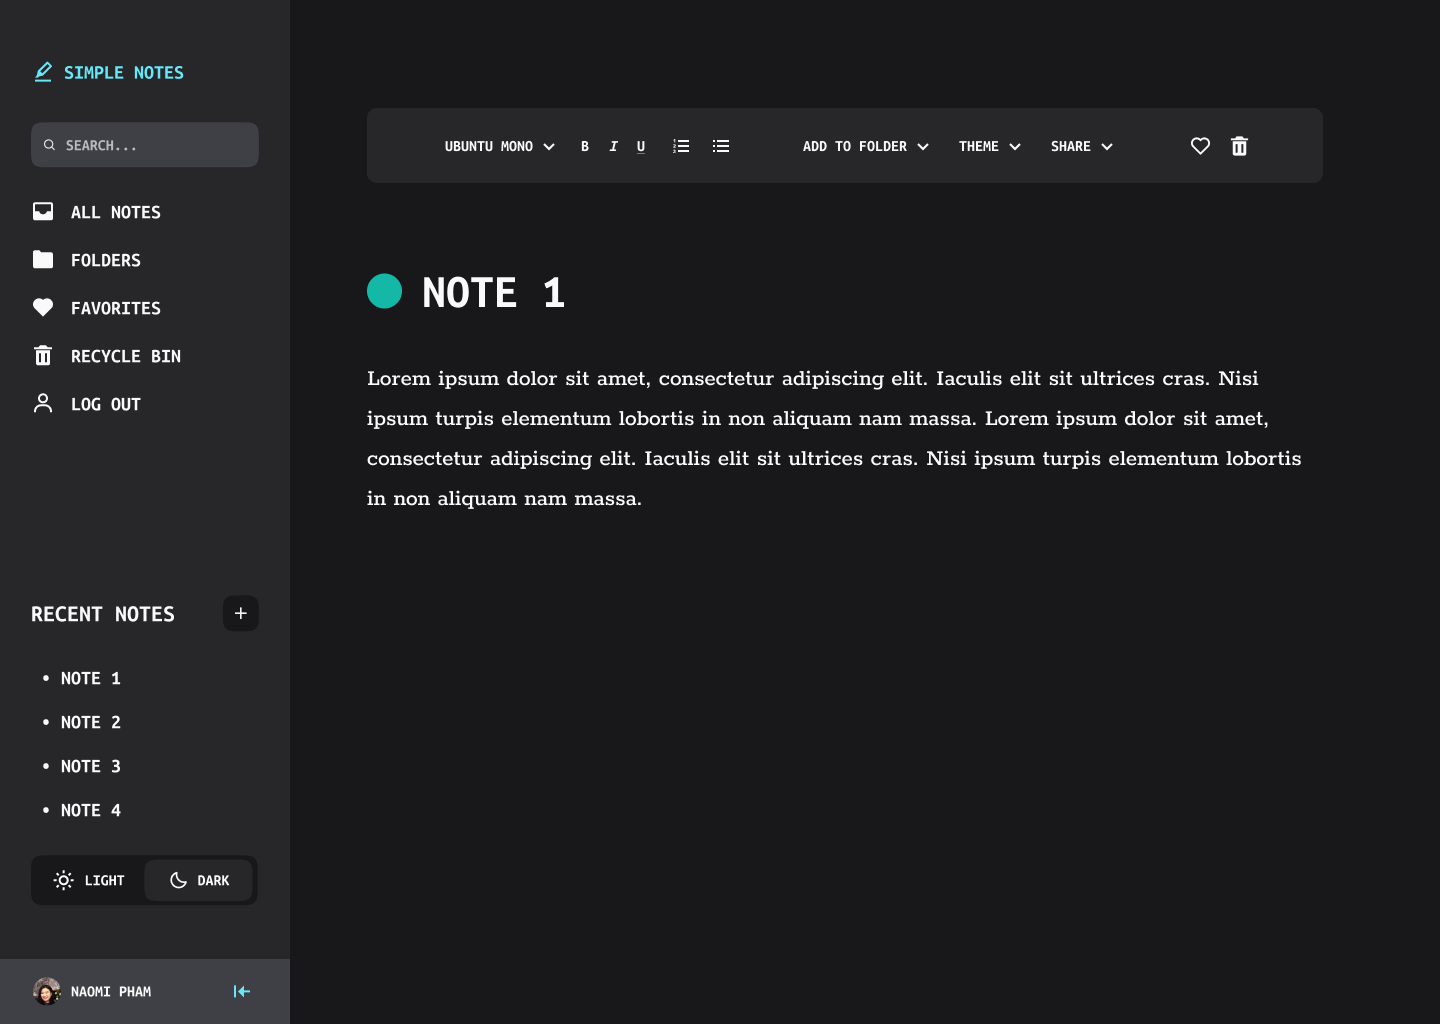 SIMPLE NOTES
SEARCH...
ALL NOTES
FOLDERS
FAVORITES
RECYCLE BIN
LOG OUT
RECENT NOTES
• NOTE 1
• NOTE 2
• NOTE 3
• NOTE 4
LIGHT DARK
NAOMI PHAM
UBUNTU MONO B I U ADD TO FOLDER THEME SHARE
NOTE 1
Lorem ipsum dolor sit amet, consectetur adipiscing elit. Iaculis elit sit ultrices cras. Nisi
ipsum turpis elementum lobortis in non aliquam nam massa. Lorem ipsum dolor sit amet,
consectetur adipiscing elit. Iaculis elit sit ultrices cras. Nisi ipsum turpis elementum lobortis
in non aliquam nam massa.